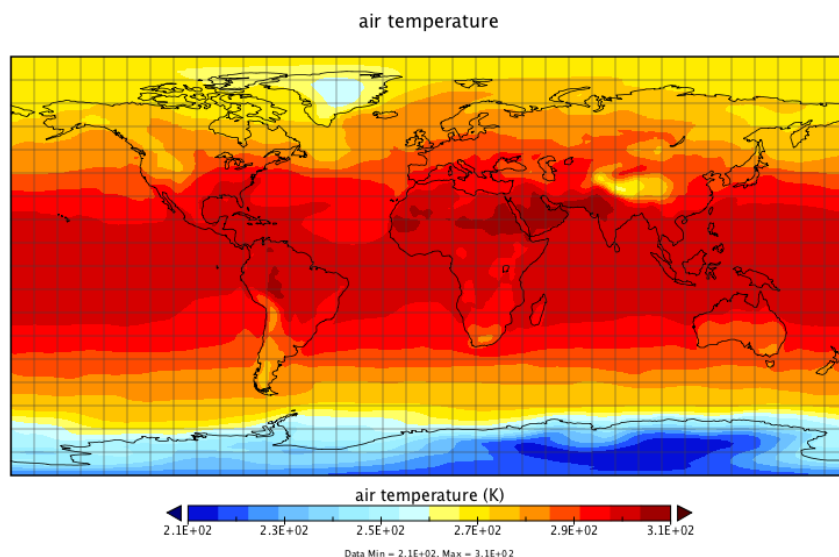 air temperature
air temperature (K)
2.1E+02 2.3E+02 2.5E+02 2.7E+02 2.9E+02 3.1E+02
Data Min = 2.1E+02, Max = 3.1E+02